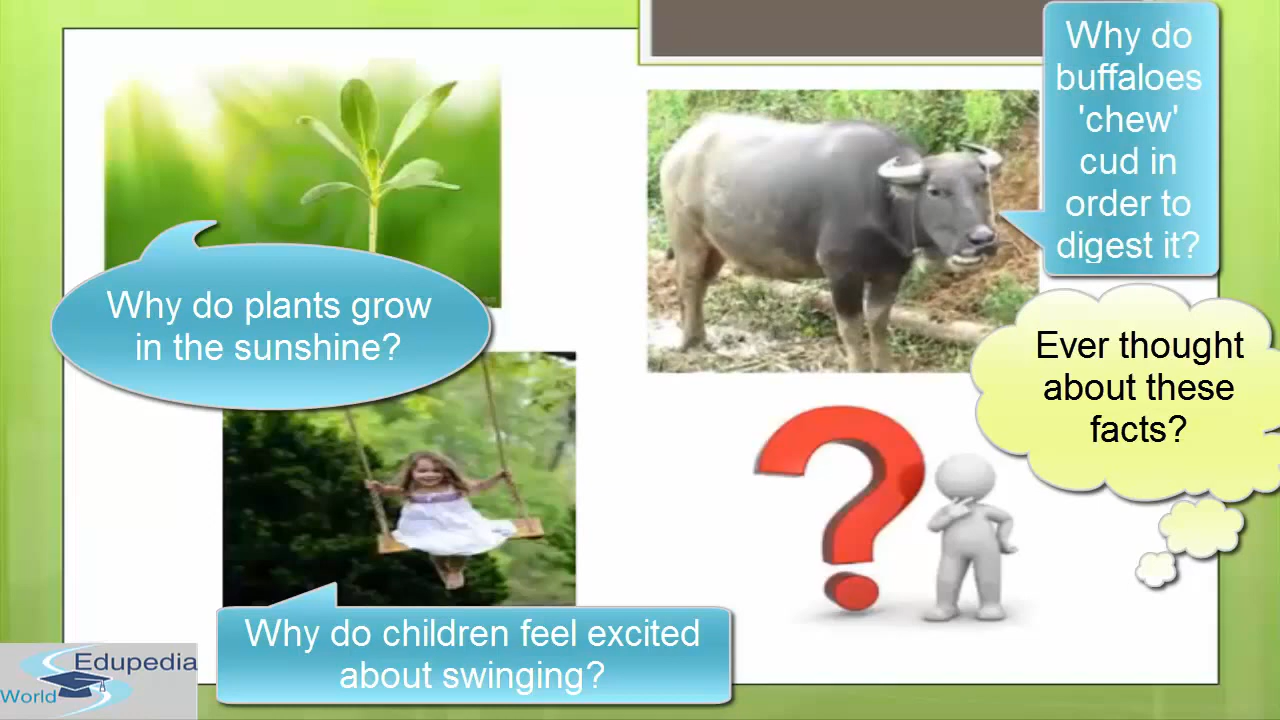 Why do
buffaloes
'chew'
cud in
order to
digest it?
Why do plants grow
in the sunshine?
Ever thought
about these
facts?
Why do children feel excited
about swinging?
Edupedia
World